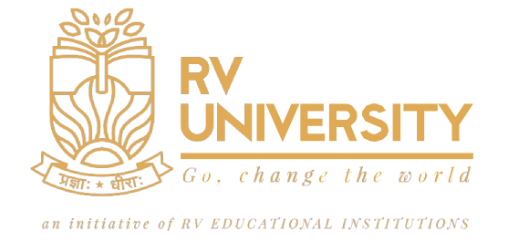 RV
UNIVERSITY
Go, change the world
प्रज्ञाः ★ धीराः
an initiative of RV EDUCATIONAL INSTITUTIONS